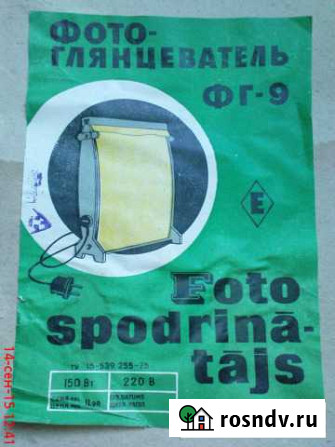 ФОТО-
ГЛЯНЦЕВАТЕЛЬ
ФГ-9
E
Foto
spodrinā-
tājs
150 Вт
220 В
14-сен-15 12:41
rosndv.ru